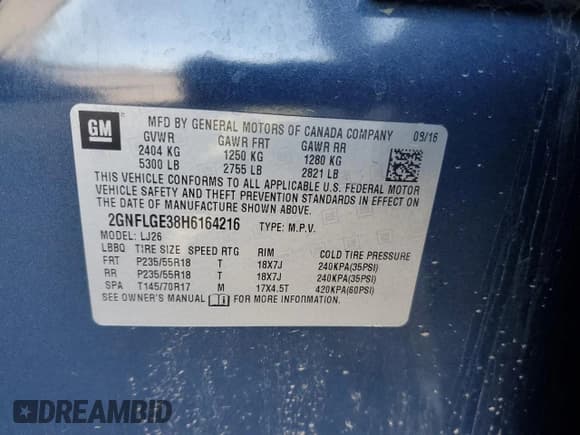 GM
MFD BY GENERAL MOTORS OF CANADA COMPANY 09/16
GVWR GAWR FRT GAWR RR
2404 KG 1250 KG 1280 KG
5300 LB 2755 LB 2821 LB
THIS VEHICLE CONFORMS TO ALL APPLICABLE U.S. FEDERAL MOTOR
VEHICLE SAFETY AND THEFT PREVENTION STANDARDS IN EFFECT ON
THE DATE OF MANUFACTURE SHOWN ABOVE.
2GNFLGE38H6164216 TYPE: M.P.V.
MODEL: LJ26
LBBQ TIRE SIZE SPEED RTG RIM COLD TIRE PRESSURE
FRT P235/55R18 T 18X7J 240KPA(35PSI)
RR P235/55R18 T 18X7J 240KPA(35PSI)
SPA T145/70R17 M 17X4.5T 420KPA(60PSI)
SEE OWNER'S MANUAL FOR MORE INFORMATION.
DREAMBID